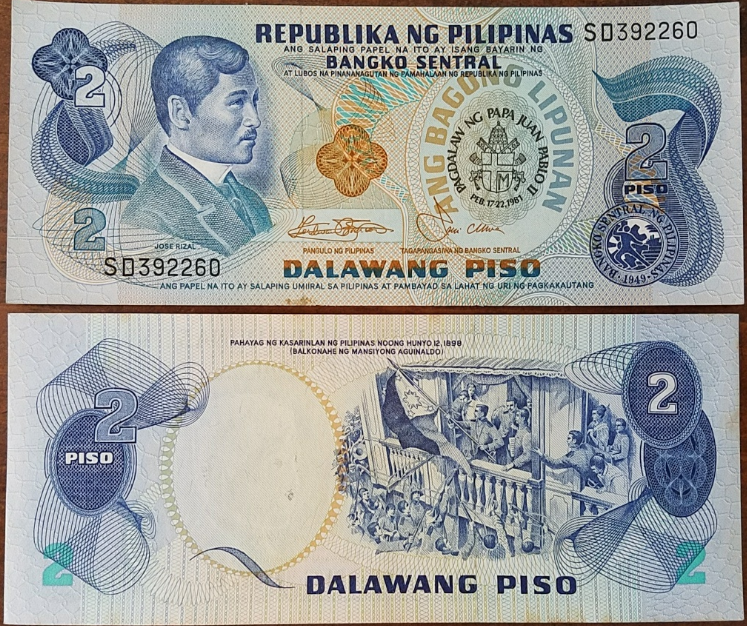 REPUBLIKA NG PILIPINAS
SD392260
ANG SALAPING PAPEL NA ITO AY ISANG BAYARIN NG
BANGKO SENTRAL
AT LUBOS NA PINANANAGUTAN NG PAMAHALAAN NG REPUBLIKA NG PILIPINAS
2
ANG BAGONG LIPUNAN
PAGDALAW NG PAPA JUAN PABLO II
FEB. 17-22, 1981
M
2
PISO
2
BANGKO SENTRAL NG PILIPINAS
1949
JOSE RIZAL
PANGULO NG PILIPINAS
TAGAPANGASIWA NG BANGKO SENTRAL
SD392260
DALAWANG PISO
ANG PAPEL NA ITO AY SALAPING UMIIRAL SA PILIPINAS AT PAMBAYAD SA LAHAT NG URI NG PAGKAKAUTANG
PAHAYAG NG KASARINLAN NG PILIPINAS NOONG HUNYO 12, 1898
(BALKONAHE NG MANSIYONG AGUINALDO)
2
PISO
2
2
2
DALAWANG PISO